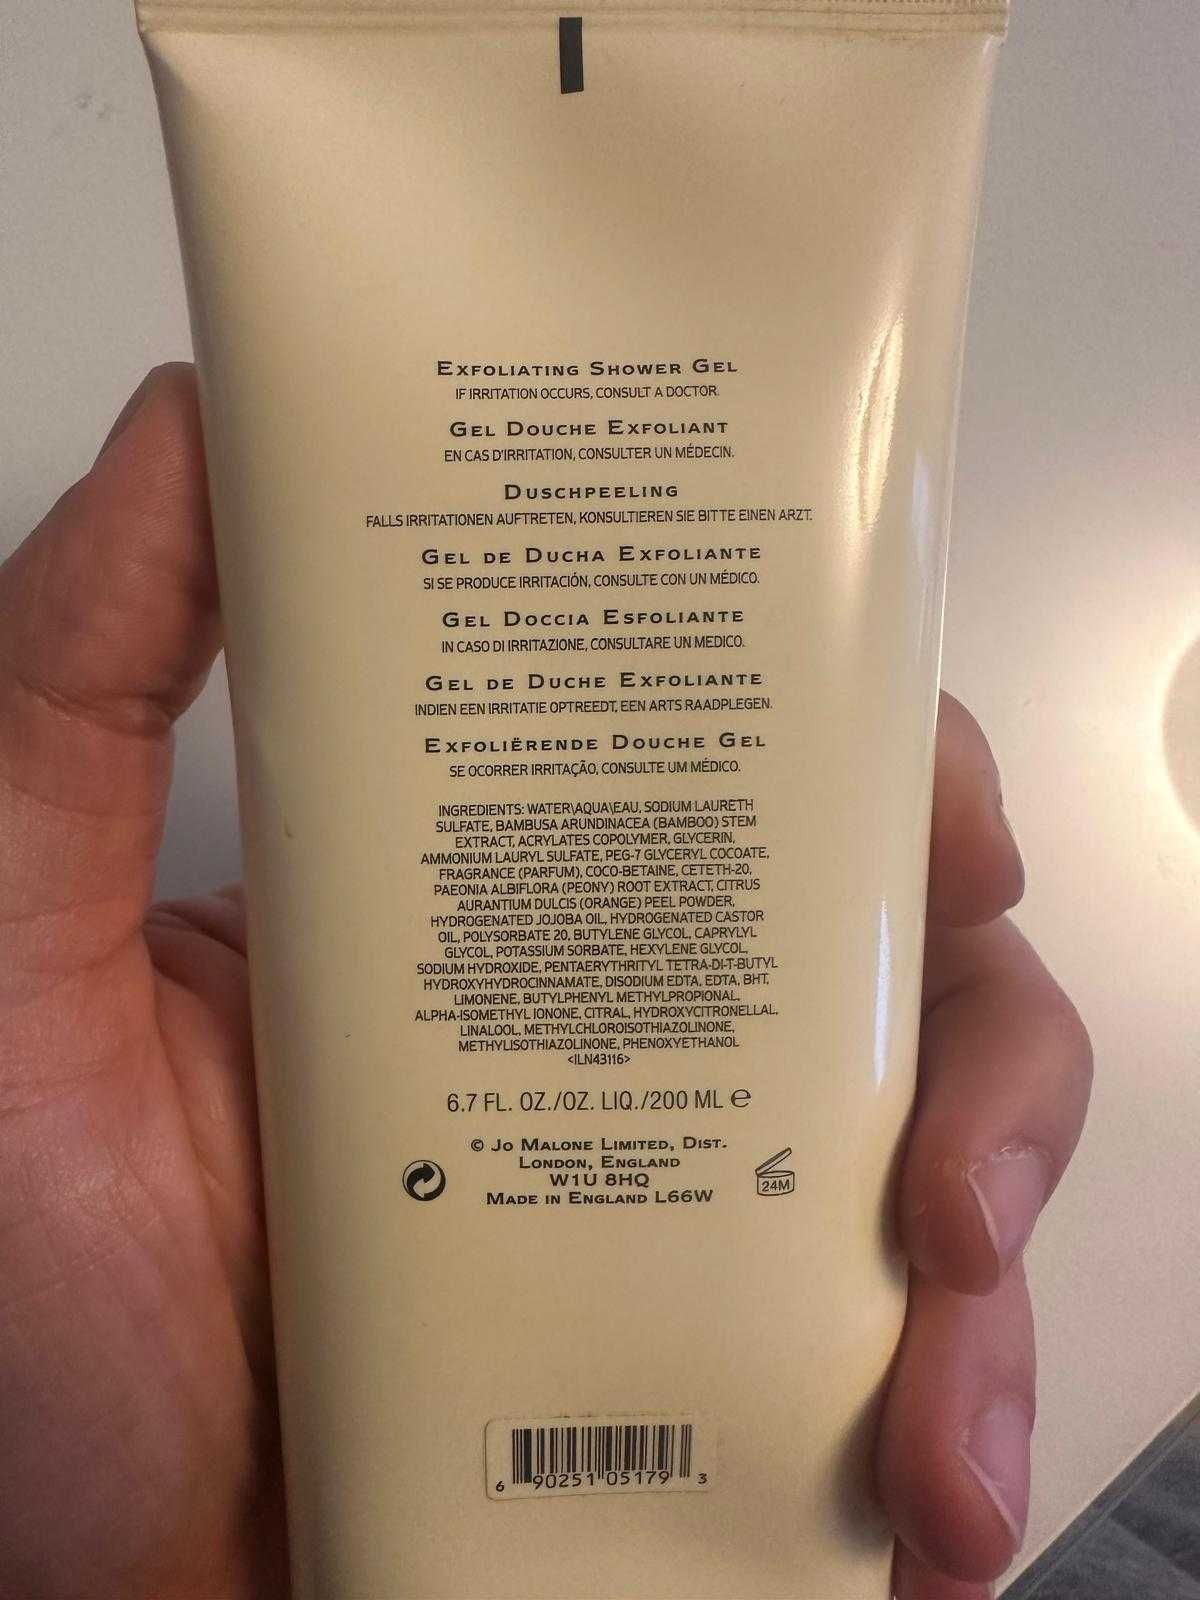 Exfoliating Shower Gel
IF IRRITATION OCCURS, CONSULT A DOCTOR.
Gel Douche Exfoliant
EN CAS D'IRRITATION, CONSULTER UN MÉDECIN.
Duschpeeling
FALLS IRRITATIONEN AUFTRETEN, KONSULTIEREN SIE BITTE EINEN ARZT.
Gel de Ducha Exfoliante
SI SE PRODUCE IRRITACIÓN, CONSULTE CON UN MÉDICO.
Gel Doccia Esfoliante
IN CASO DI IRRITAZIONE, CONSULTARE UN MEDICO.
Gel de Duche Exfoliante
INDIEN EEN IRRITATIE OPTREEDT, EEN ARTS RAADPLEGEN.
Exfoliërende Douche Gel
SE OCORRER IRRITAÇÃO, CONSULTE UM MÉDICO.
INGREDIENTS: WATER\AQUA\EAU, SODIUM LAURETH
SULFATE, BAMBUSA ARUNDINACEA (BAMBOO) STEM
EXTRACT, ACRYLATES COPOLYMER, GLYCERIN,
AMMONIUM LAURYL SULFATE, PEG-7 GLYCERYL COCOATE,
FRAGRANCE (PARFUM), COCO-BETAINE, CETETH-20,
PAEONIA ALBIFLORA (PEONY) ROOT EXTRACT, CITRUS
AURANTIUM DULCIS (ORANGE) PEEL POWDER,
HYDROGENATED JOJOBA OIL, HYDROGENATED CASTOR
OIL, POLYSORBATE 20, BUTYLENE GLYCOL, CAPRYLYL
GLYCOL, POTASSIUM SORBATE, HEXYLENE GLYCOL,
SODIUM HYDROXIDE, PENTAERYTHRITYL TETRA-DI-T-BUTYL
HYDROXYHYDROCINNAMATE, DISODIUM EDTA, EDTA, BHT,
LIMONENE, BUTYLPHENYL METHYLPROPIONAL,
ALPHA-ISOMETHYL IONONE, CITRAL, HYDROXYCITRONELLAL,
LINALOOL, METHYLCHLOROISOTHIAZOLINONE,
METHYLISOTHIAZOLINONE, PHENOXYETHANOL
<ILN43116>
6.7 FL. OZ./OZ. LIQ./200 ML ℮
© Jo Malone Limited, Dist.
London, England
W1U 8HQ
Made in England L66W
24M
6 90251 05179 3